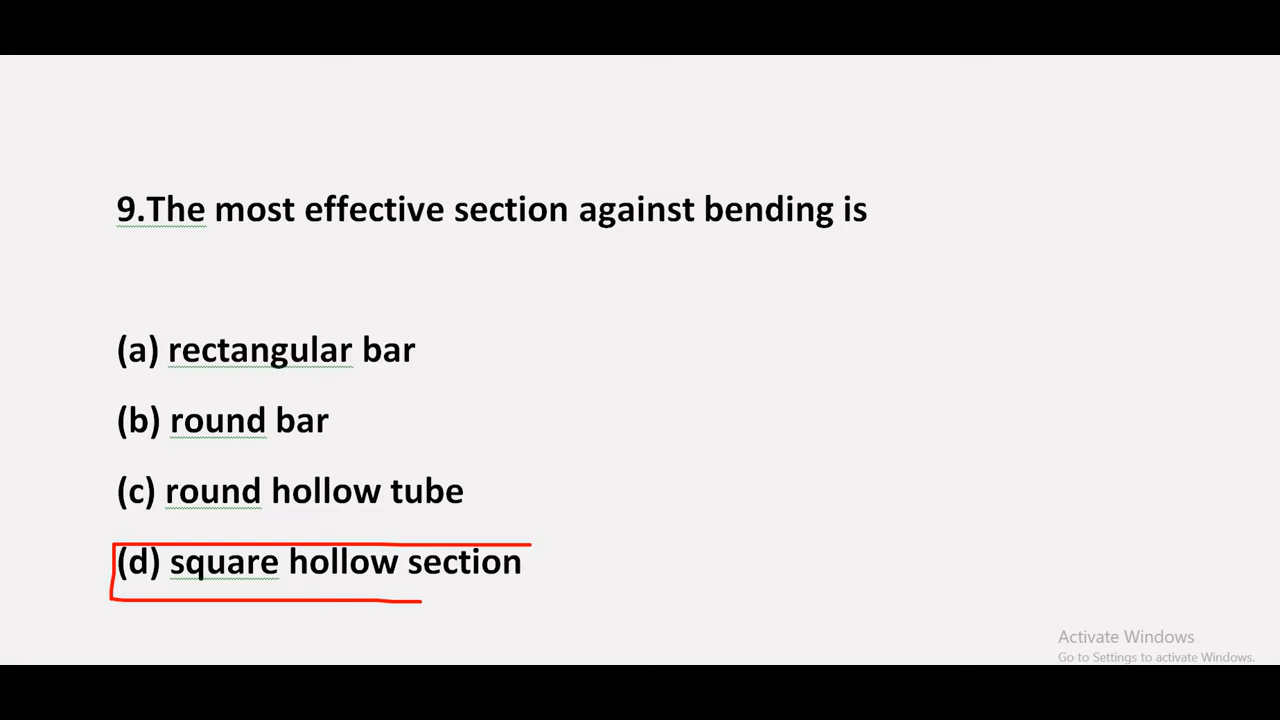 9.The most effective section against bending is
(a) rectangular bar
(b) round bar
(c) round hollow tube
(d) square hollow section
Activate Windows
Go to Settings to activate Windows.